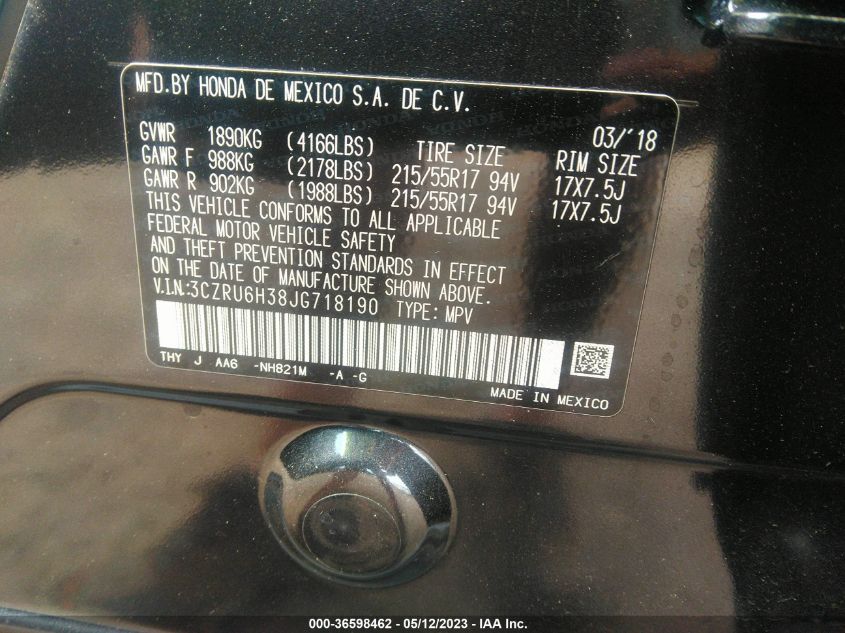 MFD.BY HONDA DE MEXICO S.A. DE C.V.
03/'18
GVWR 1890KG (4166LBS) TIRE SIZE RIM SIZE
GAWR F 988KG (2178LBS) 215/55R17 94V 17X7.5J
GAWR R 902KG (1988LBS) 215/55R17 94V 17X7.5J
THIS VEHICLE CONFORMS TO ALL APPLICABLE
FEDERAL MOTOR VEHICLE SAFETY
AND THEFT PREVENTION STANDARDS IN EFFECT
ON THE DATE OF MANUFACTURE SHOWN ABOVE.
V.I.N:3CZRU6H38JG718190 TYPE: MPV
THY J AA6 -NH821M -A -G
MADE IN MEXICO
000-36598462 - 05/12/2023 - IAA Inc.